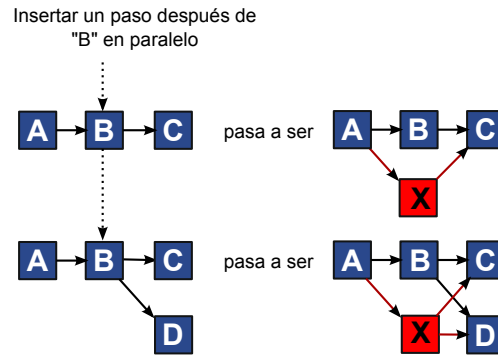 Insertar un paso después de
"B" en paralelo
A B C pasa a ser A B C
X
A B C pasa a ser A B C
D X D